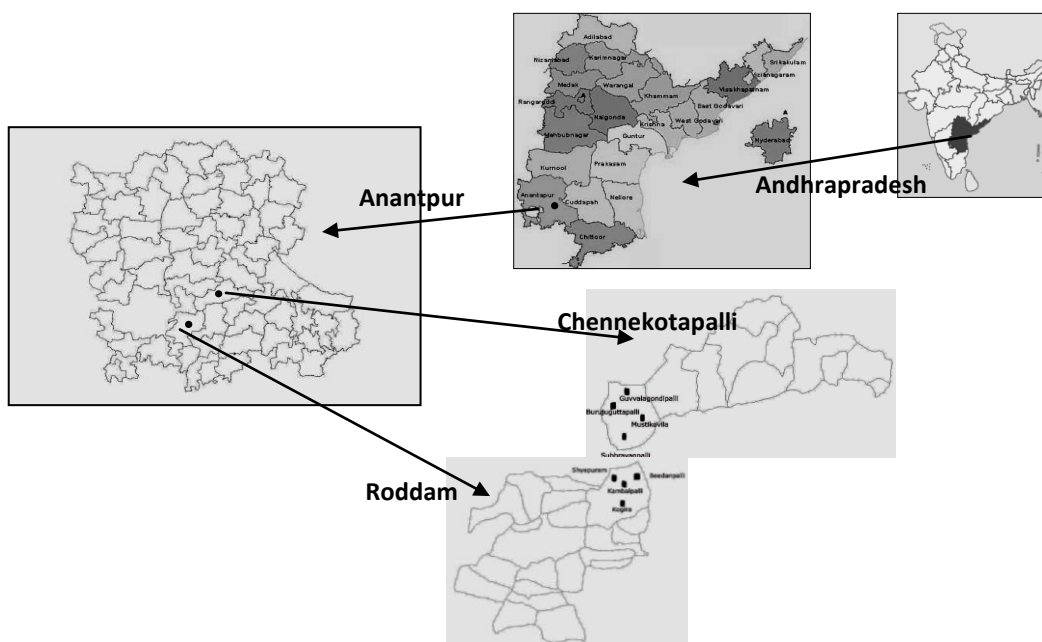 Adilabad
Nizamabad
Karimnagar
Medak
Warangal
Srikakulam
Vizianagaram
Visakhapatnam
Rangareddi
A
Khammam
East Godavari
Nalgonda
Krishna
West Godavari
A
Mahbubnagar
Guntur
Hyderabad
Kurnool
Prakasam
Andhrapradesh
Anantpur
Anantapur
Cuddapah
Nellore
Chittoor
Chennekotapalli
Guvvalagondipalli
Burujuguttapalli
Mustikovila
Subbrayanpalli
Roddam
Shyapuram
Beedanpalli
Kambalpalli
Kogira